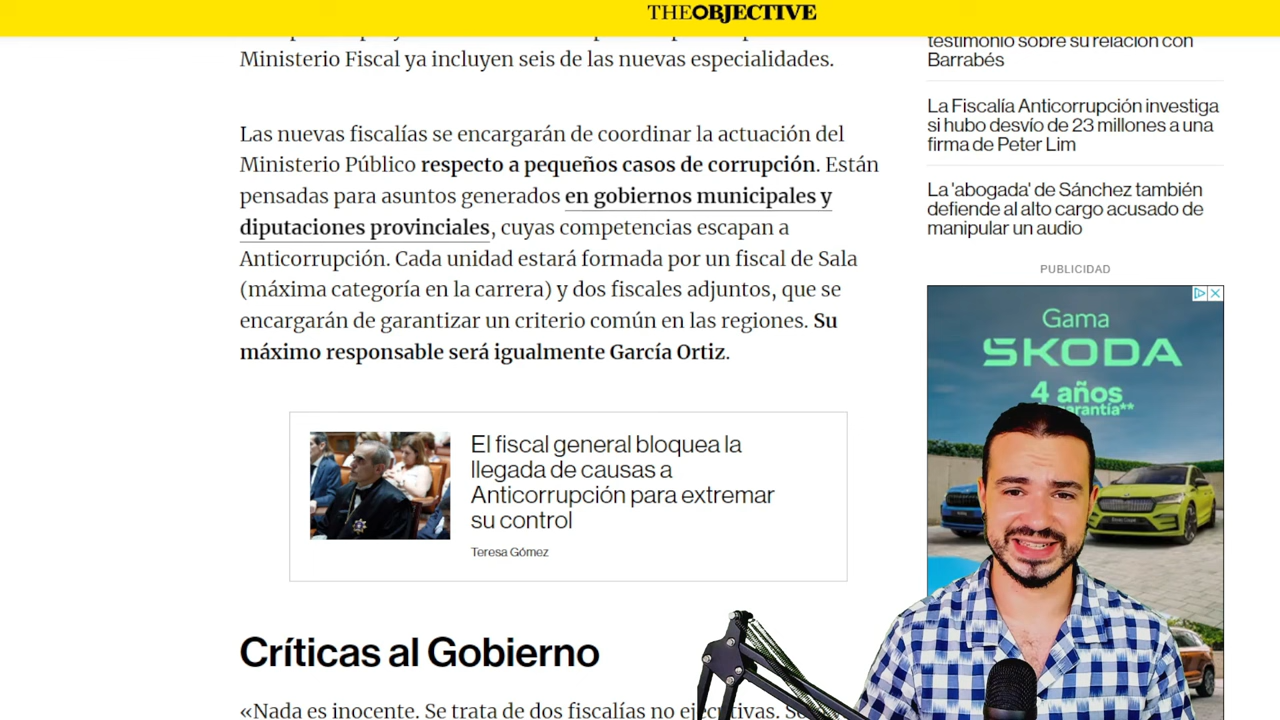 THEOBJECTIVE
Ministerio Fiscal ya incluyen seis de las nuevas especialidades.
Las nuevas fiscalías se encargarán de coordinar la actuación del
Ministerio Público respecto a pequeños casos de corrupción. Están
pensadas para asuntos generados en gobiernos municipales y
diputaciones provinciales, cuyas competencias escapan a
Anticorrupción. Cada unidad estará formada por un fiscal de Sala
(máxima categoría en la carrera) y dos fiscales adjuntos, que se
encargarán de garantizar un criterio común en las regiones. Su
máximo responsable será igualmente García Ortiz.
El fiscal general bloquea la
llegada de causas a
Anticorrupción para extremar
su control
Teresa Gómez
Críticas al Gobierno
«Nada es inocente. Se trata de dos fiscalías no
testimonio sobre su relación con
Barrabés
La Fiscalía Anticorrupción investiga
si hubo desvío de 23 millones a una
firma de Peter Lim
La 'abogada' de Sánchez también
defiende al alto cargo acusado de
manipular un audio
PUBLICIDAD
Gama
ŠKODA
4 años